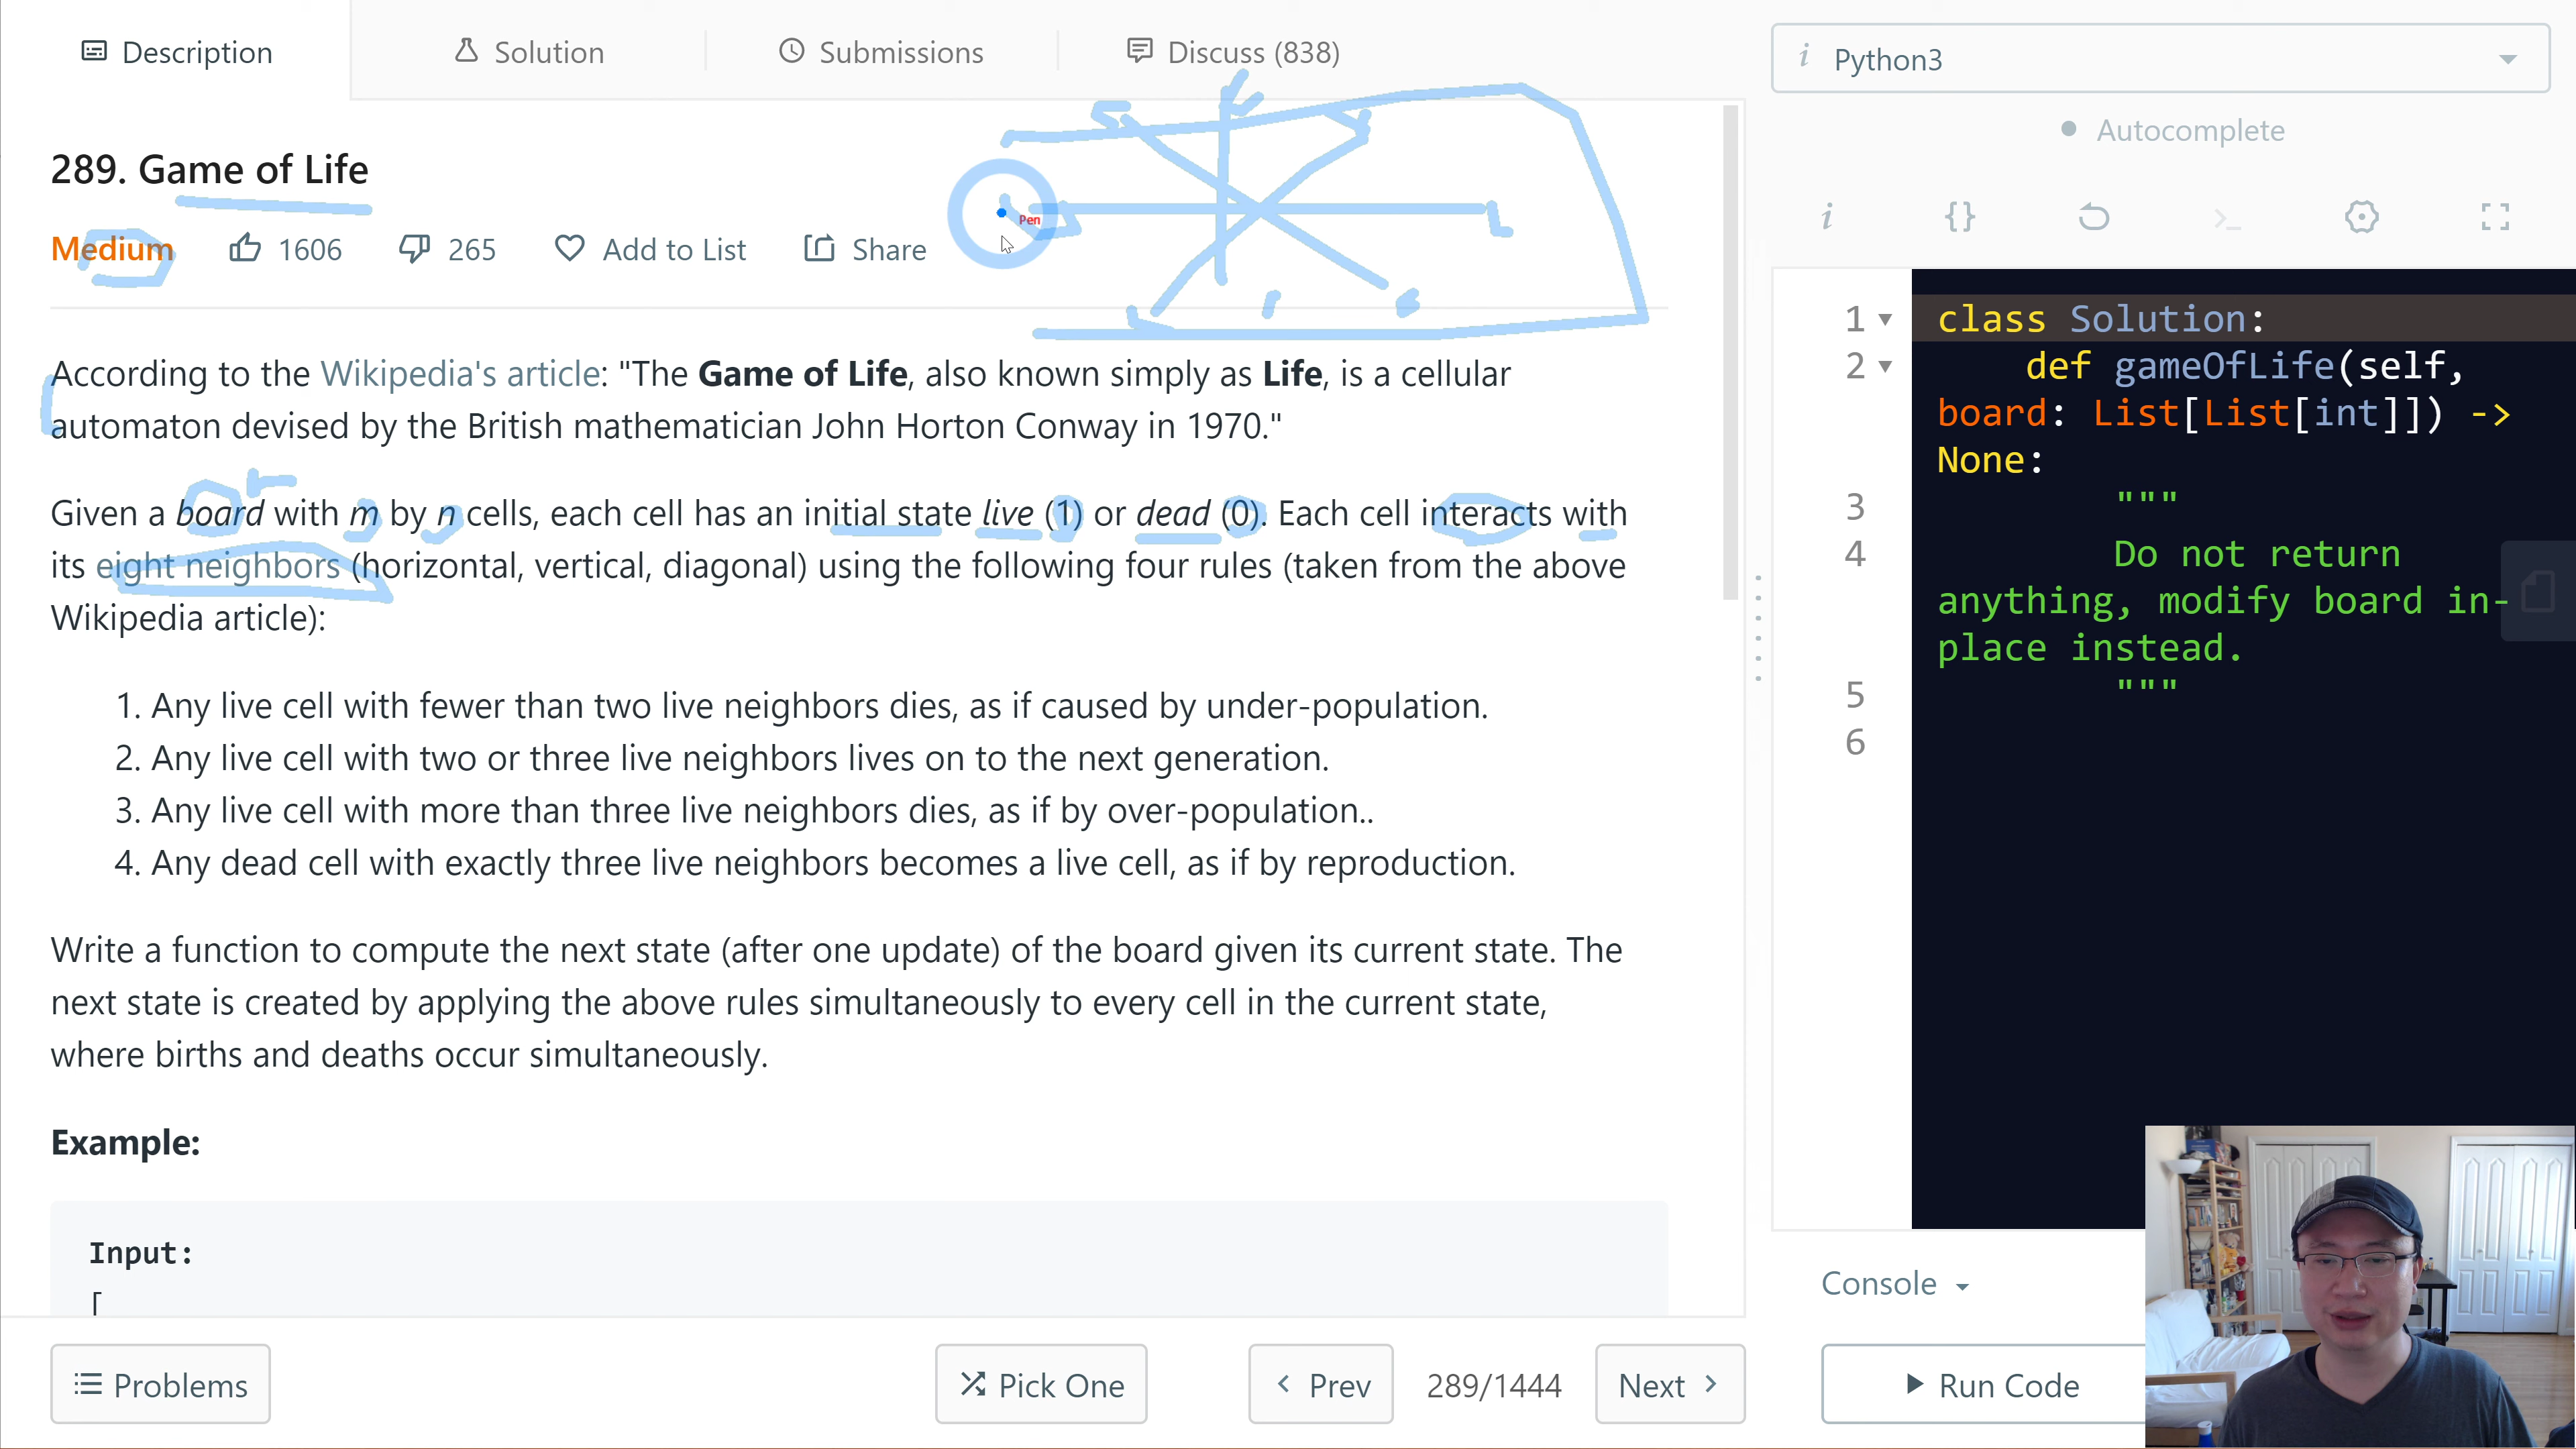 Description
Solution
Submissions
Discuss (838)
Python3
Autocomplete
289. Game of Life
Medium 1606 265 Add to List Share
Pen
According to the Wikipedia's article: "The Game of Life, also known simply as Life, is a cellular
automaton devised by the British mathematician John Horton Conway in 1970."
Given a board with m by n cells, each cell has an initial state live (1) or dead (0). Each cell interacts with
its eight neighbors (horizontal, vertical, diagonal) using the following four rules (taken from the above
Wikipedia article):
1. Any live cell with fewer than two live neighbors dies, as if caused by under-population.
2. Any live cell with two or three live neighbors lives on to the next generation.
3. Any live cell with more than three live neighbors dies, as if by over-population..
4. Any dead cell with exactly three live neighbors becomes a live cell, as if by reproduction.
Write a function to compute the next state (after one update) of the board given its current state. The
next state is created by applying the above rules simultaneously to every cell in the current state,
where births and deaths occur simultaneously.
Example:
Input:
[
1 class Solution:
2 def gameOfLife(self,
board: List[List[int]]) ->
None:
3 """
4 Do not return
anything, modify board in-
place instead.
5 """
6
Console
Problems
Pick One
< Prev
289/1444
Next >
Run Code